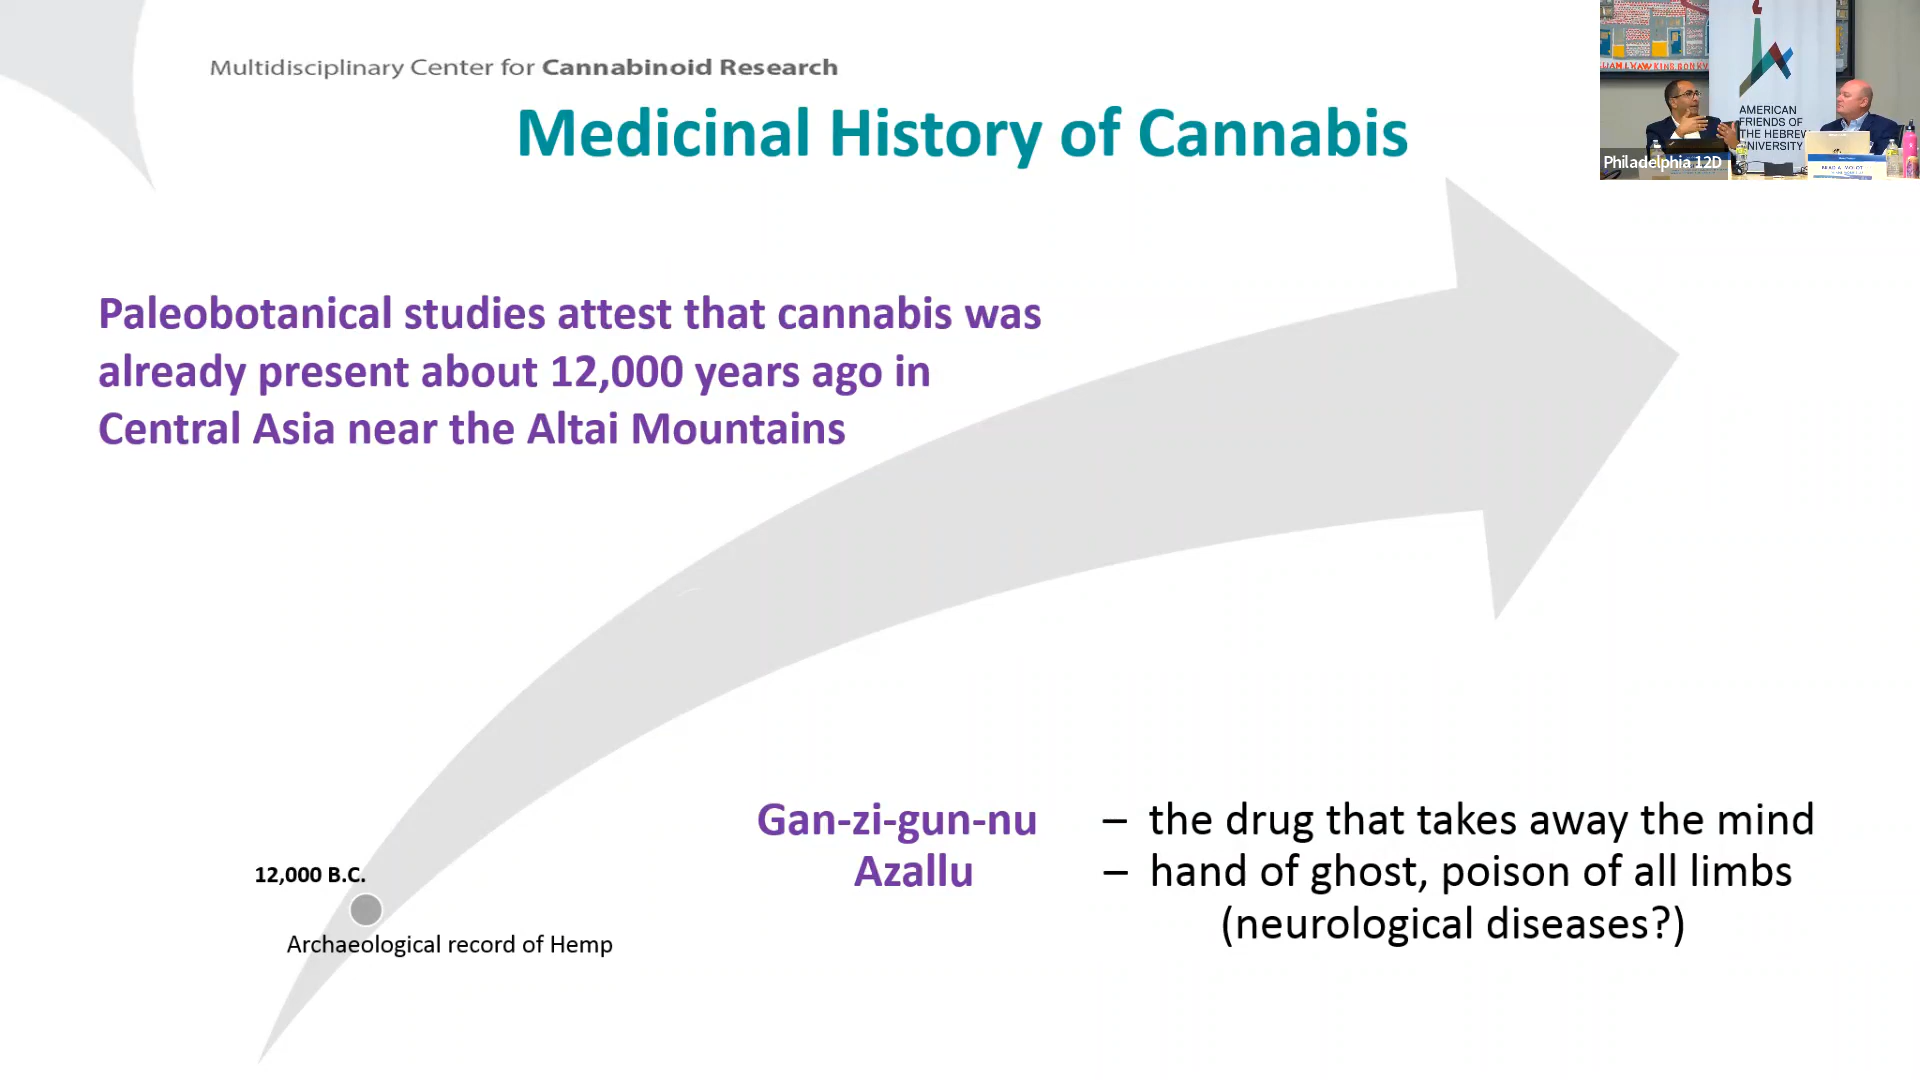 Multidisciplinary Center for Cannabinoid Research
Medicinal History of Cannabis
AMERICAN
FRIENDS OF
THE HEBREW
UNIVERSITY
Philadelphia 12D
Paleobotanical studies attest that cannabis was
already present about 12,000 years ago in
Central Asia near the Altai Mountains
Gan-zi-gun-nu – the drug that takes away the mind
Azallu – hand of ghost, poison of all limbs
(neurological diseases?)
12,000 B.C.
Archaeological record of Hemp